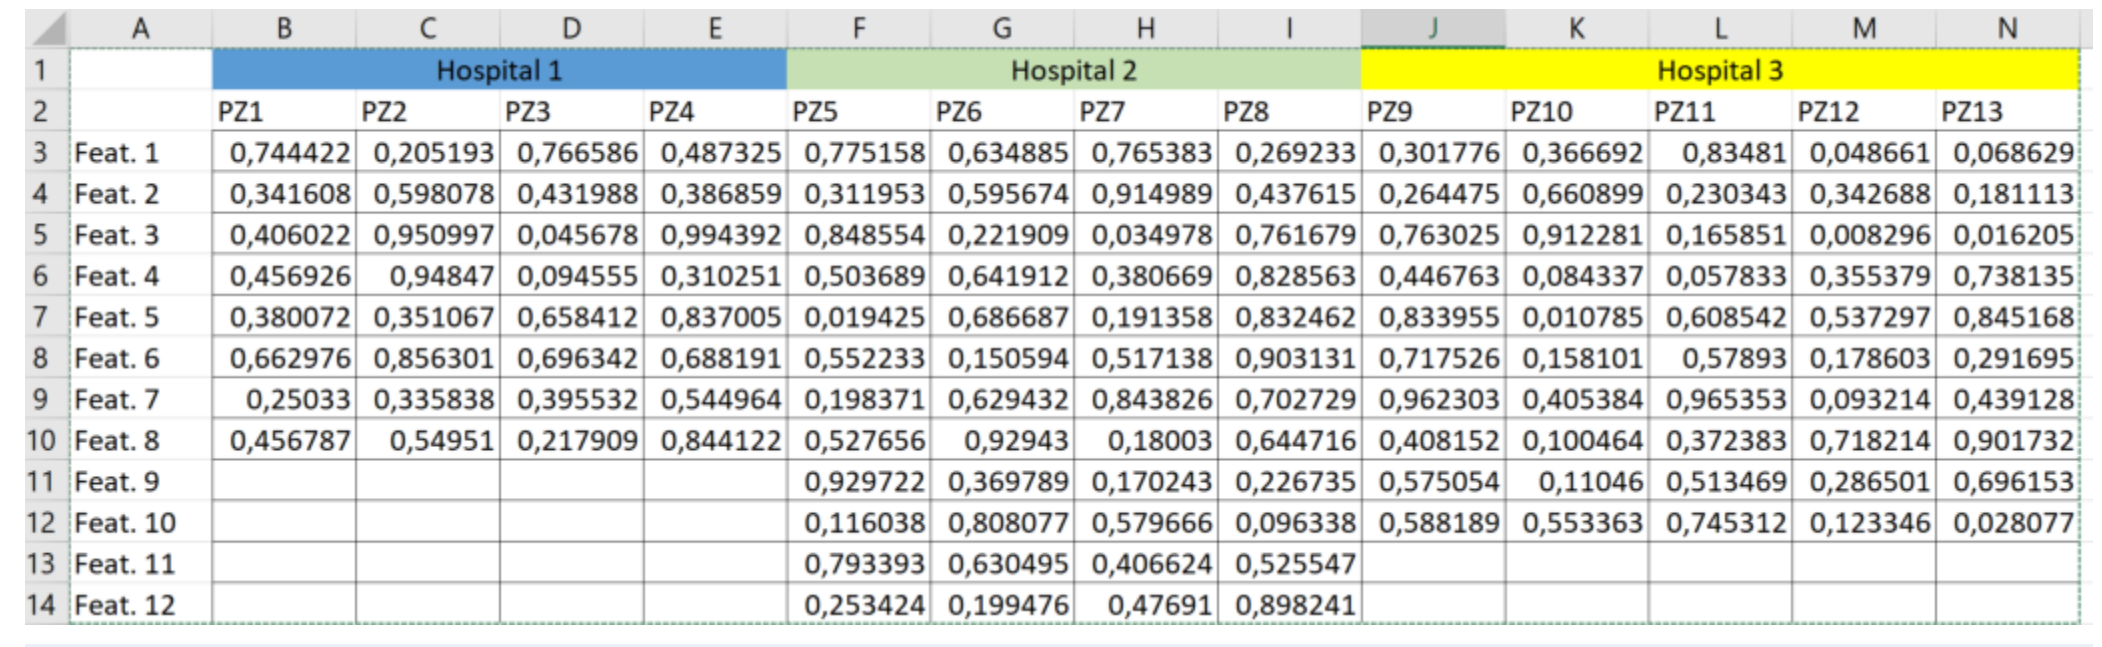 A B C D E F G H I J K L M N
1 Hospital 1 Hospital 2 Hospital 3
2 PZ1 PZ2 PZ3 PZ4 PZ5 PZ6 PZ7 PZ8 PZ9 PZ10 PZ11 PZ12 PZ13
3 Feat. 1 0,744422 0,205193 0,766586 0,487325 0,775158 0,634885 0,765383 0,269233 0,301776 0,366692 0,83481 0,048661 0,068629
4 Feat. 2 0,341608 0,598078 0,431988 0,386859 0,311953 0,595674 0,914989 0,437615 0,264475 0,660899 0,230343 0,342688 0,181113
5 Feat. 3 0,406022 0,950997 0,045678 0,994392 0,848554 0,221909 0,034978 0,761679 0,763025 0,912281 0,165851 0,008296 0,016205
6 Feat. 4 0,456926 0,94847 0,094555 0,310251 0,503689 0,641912 0,380669 0,828563 0,446763 0,084337 0,057833 0,355379 0,738135
7 Feat. 5 0,380072 0,351067 0,658412 0,837005 0,019425 0,686687 0,191358 0,832462 0,833955 0,010785 0,608542 0,537297 0,845168
8 Feat. 6 0,662976 0,856301 0,696342 0,688191 0,552233 0,150594 0,517138 0,903131 0,717526 0,158101 0,57893 0,178603 0,291695
9 Feat. 7 0,25033 0,335838 0,395532 0,544964 0,198371 0,629432 0,843826 0,702729 0,962303 0,405384 0,965353 0,093214 0,439128
10 Feat. 8 0,456787 0,54951 0,217909 0,844122 0,527656 0,92943 0,18003 0,644716 0,408152 0,100464 0,372383 0,718214 0,901732
11 Feat. 9 0,929722 0,369789 0,170243 0,226735 0,575054 0,11046 0,513469 0,286501 0,696153
12 Feat. 10 0,116038 0,808077 0,579666 0,096338 0,588189 0,553363 0,745312 0,123346 0,028077
13 Feat. 11 0,793393 0,630495 0,406624 0,525547
14 Feat. 12 0,253424 0,199476 0,47691 0,898241